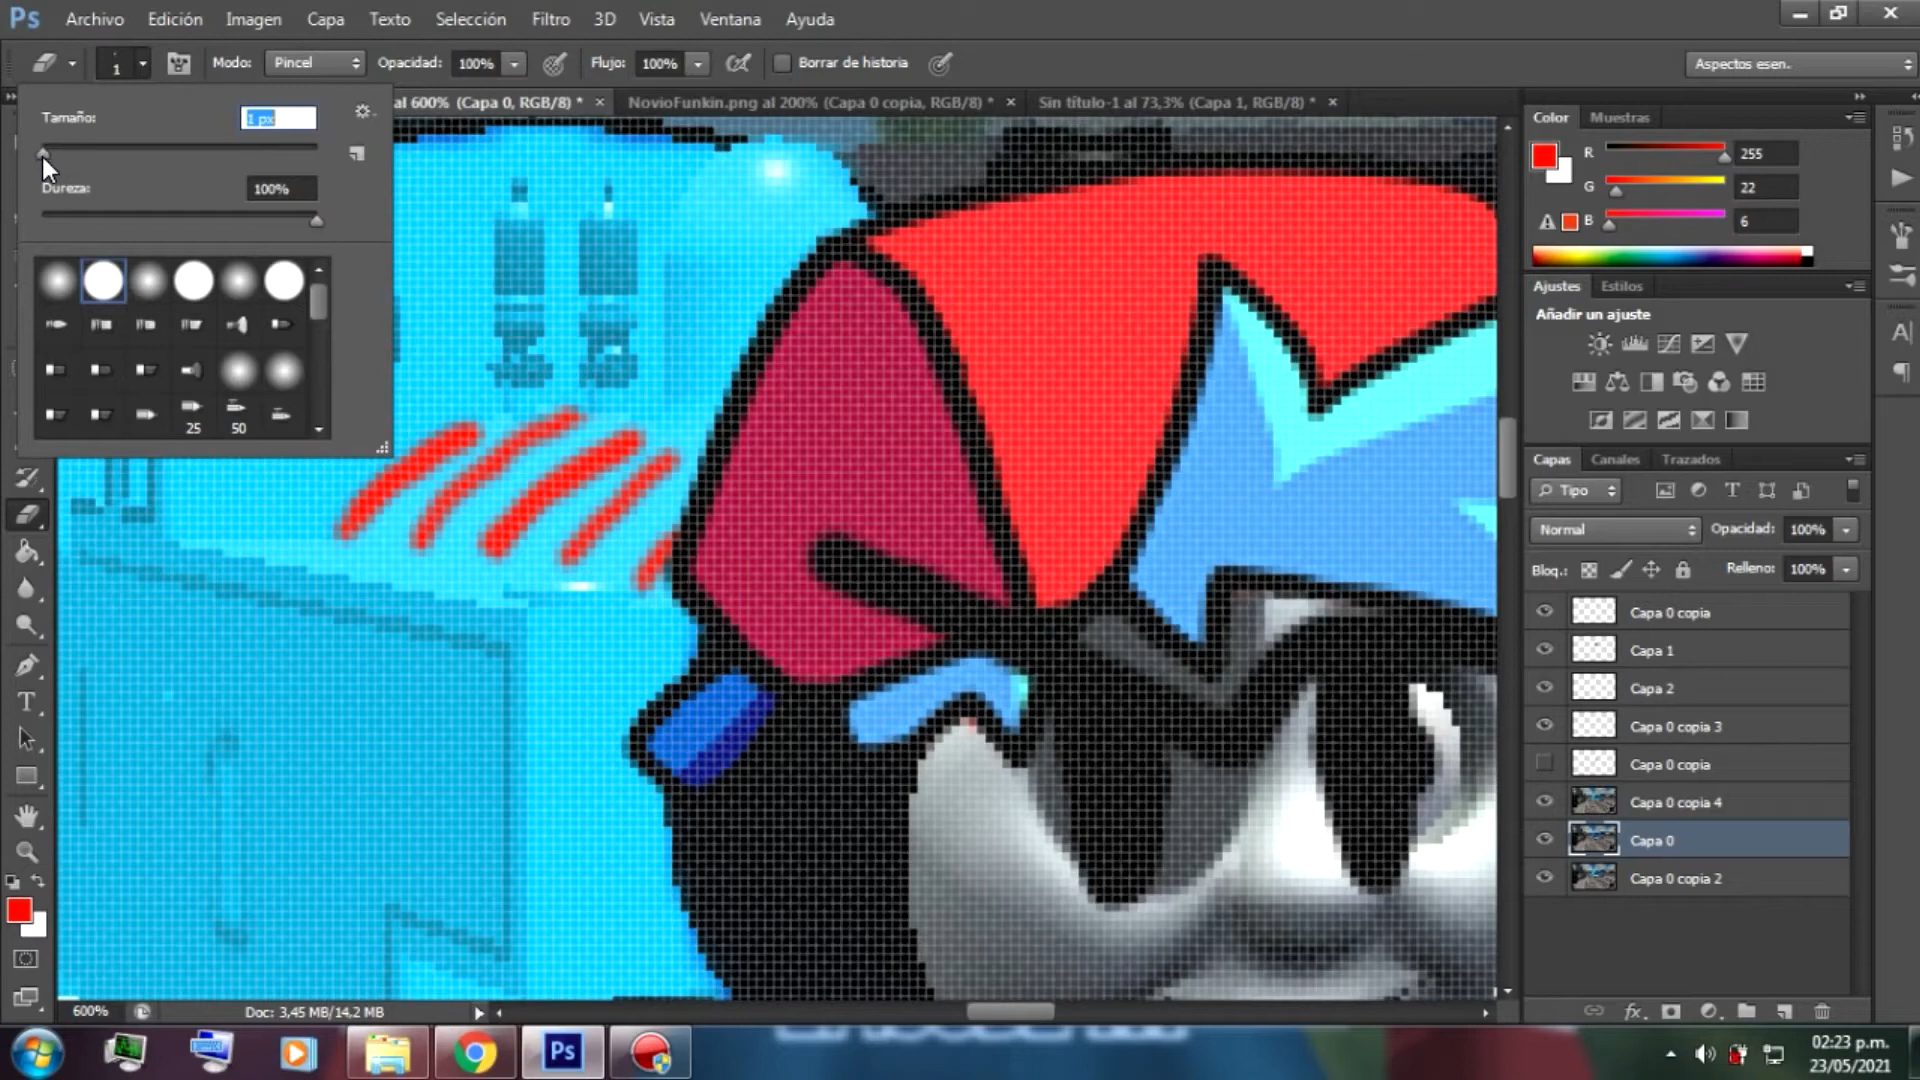 Ps Archivo Edición Imagen Capa Texto Selección Filtro 3D Vista Ventana Ayuda
1 Modo: Pincel Opacidad: 100% Flujo: 100% Borrar de historia Aspectos esen.
al 600% (Capa 0, RGB/8) * × NovioFunkin.png al 200% (Capa 0 copia, RGB/8) * × Sin título-1 al 73,3% (Capa 1, RGB/8) * ×
Tamaño: 1 px
Dureza: 100%
25 50
Color Muestras
R 255
G 22
B 6
Ajustes Estilos
Añadir un ajuste
Capas Canales Trazados
Tipo
Normal Opacidad: 100%
Bloq.: Relleno: 100%
Capa 0 copia
Capa 1
Capa 2
Capa 0 copia 3
Capa 0 copia
Capa 0 copia 4
Capa 0
Capa 0 copia 2
600% Doc: 3,45 MB/14,2 MB
Ps
02:23 p.m.
23/05/2021